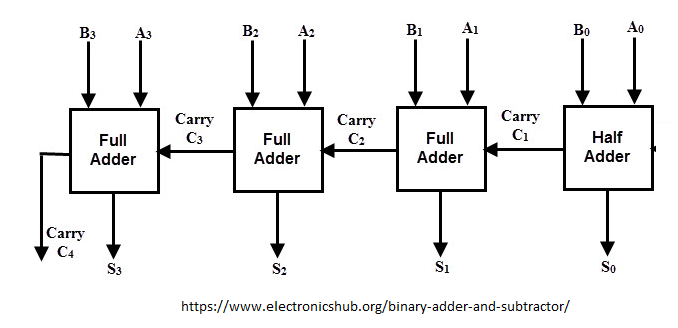 B3 A3 B2 A2 B1 A1 B0 A0
Full
Adder
Carry
C3
Full
Adder
Carry
C2
Full
Adder
Carry
C1
Half
Adder
Carry
C4
S3 S2 S1 S0
https://www.electronicshub.org/binary-adder-and-subtractor/